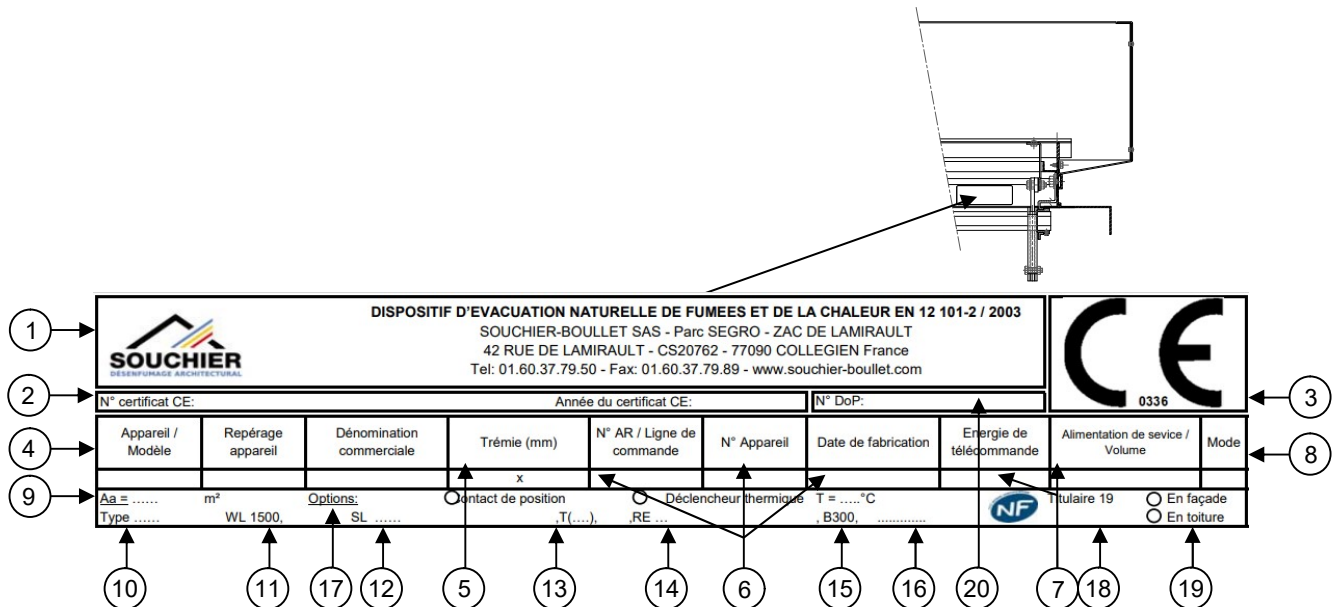 DISPOSITIF D'EVACUATION NATURELLE DE FUMEES ET DE LA CHALEUR EN 12 101-2 / 2003
SOUCHIER-BOULLET SAS - Parc SEGRO - ZAC DE LAMIRAULT
42 RUE DE LAMIRAULT - CS20762 - 77090 COLLEGIEN France
Tel: 01.60.37.79.50 - Fax: 01.60.37.79.89 - www.souchier-boullet.com
1
SOUCHIER
DESENFUMAGE ARCHITECTURAL
CE
0336
2
N° certificat CE:
Année du certificat CE:
N° DoP:
3
4
Appareil / Modèle
Repérage appareil
Dénomination commerciale
Trémie (mm)
N° AR / Ligne de commande
N° Appareil
Date de fabrication
Energie de télécommande
Alimentation de sevice / Volume
Mode
8
x
9
Aa = ...... m² Options: Contact de position Déclencheur thermique T = .....°C NF Titulaire 19 En façade
Type ...... WL 1500, SL ...... ,T(....), ,RE ... , B300, ............. En toiture
10 11 17 12 5 13 14 6 15 16 20 7 18 19